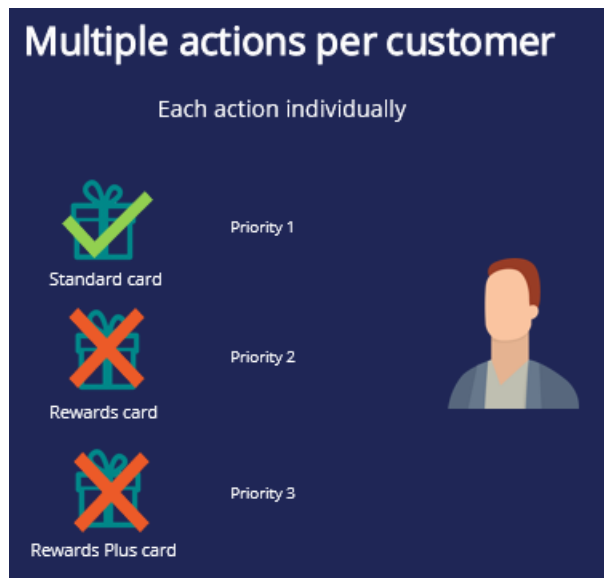 Multiple actions per customer
Each action individually
Priority 1
Standard card
Priority 2
Rewards card
Priority 3
Rewards Plus card